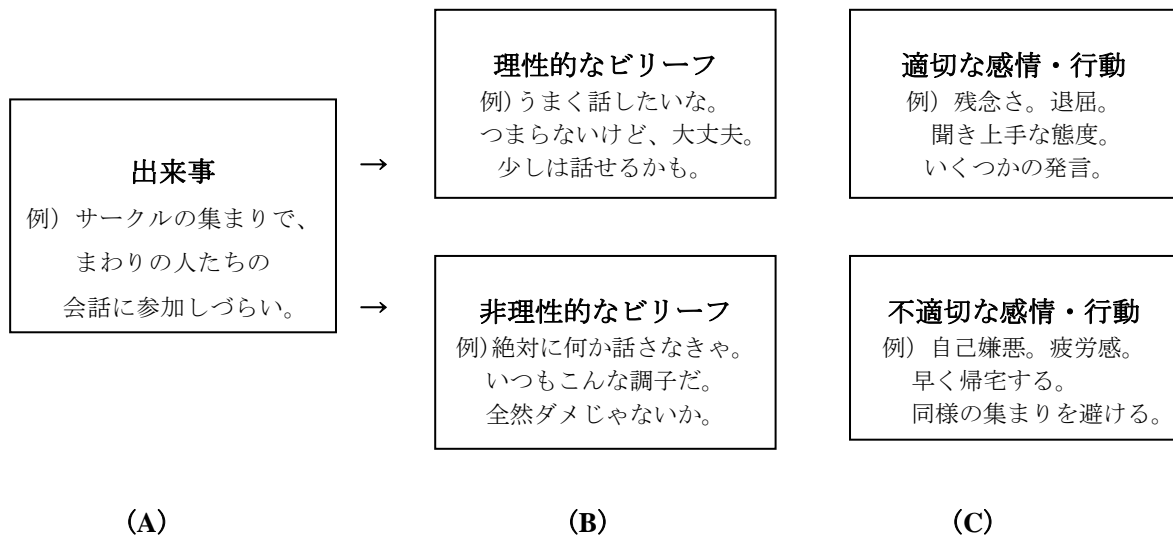 出来事
例）サークルの集まりで、
まわりの人たちの
会話に参加しづらい。
→
→
理性的なビリーフ
例)うまく話したいな。
つまらないけど、大丈夫。
少しは話せるかも。
非理性的なビリーフ
例)絶対に何か話さなきゃ。
いつもこんな調子だ。
全然ダメじゃないか。
適切な感情・行動
例）残念さ。退屈。
聞き上手な態度。
いくつかの発言。
不適切な感情・行動
例）自己嫌悪。疲労感。
早く帰宅する。
同様の集まりを避ける。
（A）
（B）
（C）